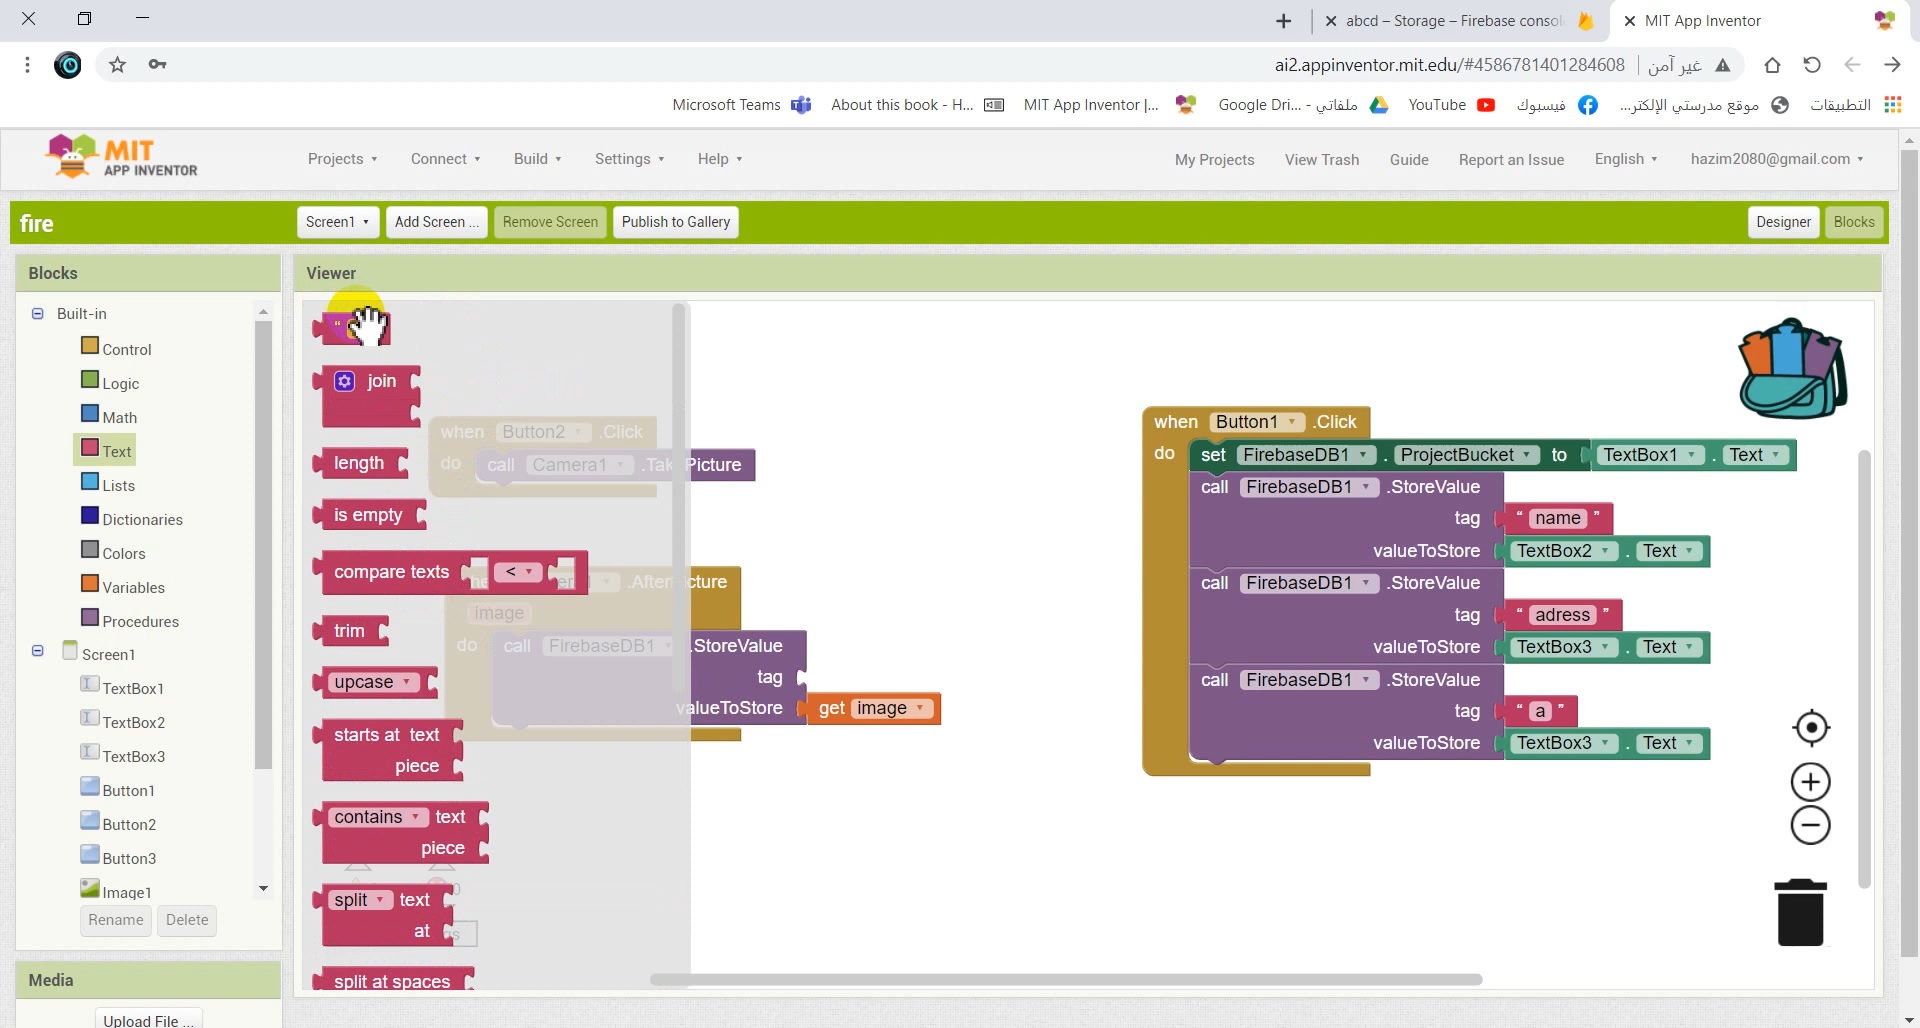 abcd – Storage – Firebase consol
MIT App Inventor
ai2.appinventor.mit.edu/#4586781401284608
غير آمن
Microsoft Teams
About this book - H...
MIT App Inventor |...
Google Dri... - ملفاتي
YouTube
فيسبوك
موقع مدرستي الإلكتر...
التطبيقات
MIT
APP INVENTOR
Projects
Connect
Build
Settings
Help
My Projects
View Trash
Guide
Report an Issue
English
hazim2080@gmail.com
fire
Screen1
Add Screen ...
Remove Screen
Publish to Gallery
Designer
Blocks
Blocks
Viewer
Built-in
Control
Logic
Math
Text
Lists
Dictionaries
Colors
Variables
Procedures
Screen1
TextBox1
TextBox2
TextBox3
Button1
Button2
Button3
Image1
Rename
Delete
Media
Upload File ...
"
join
length
is empty
compare texts <
trim
upcase
starts at text
piece
contains text
piece
split text
at
split at spaces
when Button2 .Click
do call Camera1 .TakePicture
.After cture
image
do call FirebaseDB1 .StoreValue
tag
valueToStore get image
0
gs
when Button1 .Click
do set FirebaseDB1 . ProjectBucket to TextBox1 . Text
call FirebaseDB1 .StoreValue
tag " name "
valueToStore TextBox2 . Text
call FirebaseDB1 .StoreValue
tag " adress "
valueToStore TextBox3 . Text
call FirebaseDB1 .StoreValue
tag " a "
valueToStore TextBox3 . Text